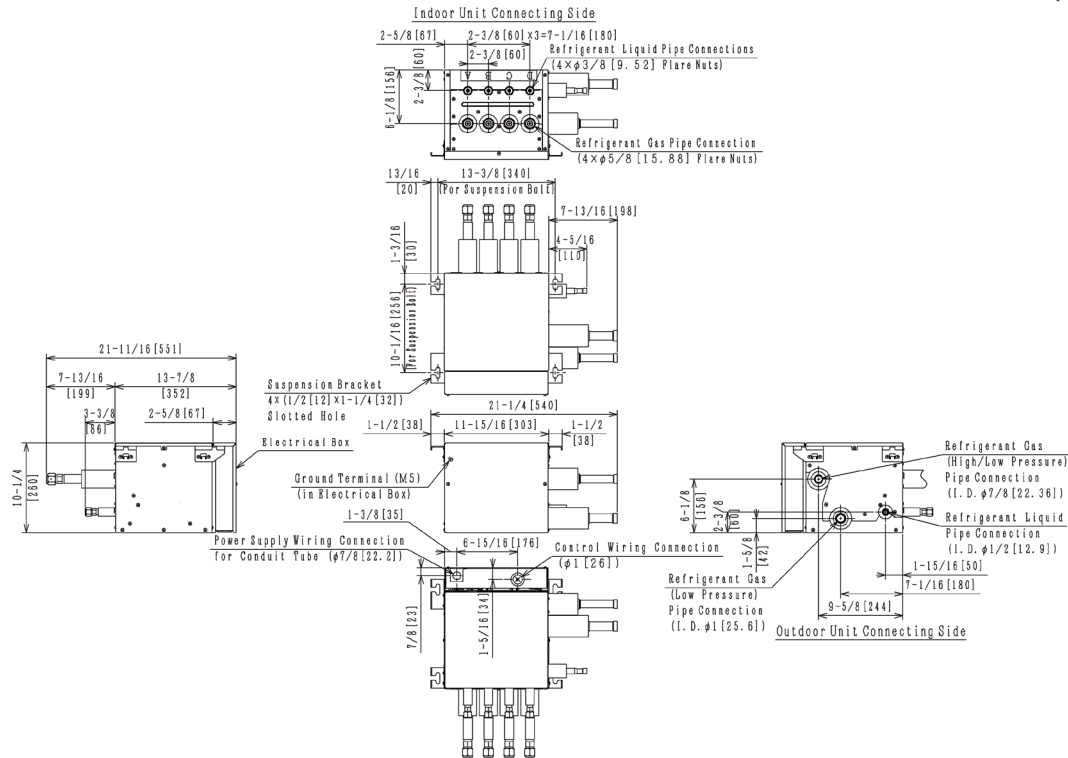 Indoor Unit Connecting Side
2-5/8 [67]
2-3/8 [60] ×3=7-1/16 [180]
2-3/8 [60]
Refrigerant Liquid Pipe Connections
(4×φ3/8 [9.52] Flare Nuts)
6-1/8 [156]
2-3/8 [60]
A B C D
Refrigerant Gas Pipe Connection
(4×φ5/8 [15.88] Flare Nuts)
13/16
[20]
13-3/8 [340]
(For Suspension Bolt)
7-13/16 [198]
4-5/16
[110]
1-3/16
[30]
10-1/16 [256]
(For Suspension Bolt)
21-11/16 [551]
7-13/16
[199]
13-7/8
[352]
3-3/8
[86]
2-5/8 [67]
Suspension Bracket
4×(1/2 [12]×1-1/4 [32])
Slotted Hole
Electrical Box
10-1/4
[260]
21-1/4 [540]
1-1/2 [38]
11-15/16 [303]
1-1/2
[38]
Ground Terminal (M5)
(in Electrical Box)
Refrigerant Gas
(High/Low Pressure)
Pipe Connection
(I.D. φ7/8 [22.36])
Refrigerant Liquid
Pipe Connection
(I.D. φ1/2 [12.9])
6-1/8
[156]
2-3/8
[60]
1-5/8
[42]
1-15/16 [50]
7-1/16 [180]
9-5/8 [244]
Refrigerant Gas
(Low Pressure)
Pipe Connection
(I.D. φ1 [25.6])
Outdoor Unit Connecting Side
1-3/8 [35]
Power Supply Wiring Connection
for Conduit Tube (φ7/8 [22.2])
6-15/16 [176]
Control Wiring Connection
(φ1 [26])
7/8 [23]
1-5/16 [34]